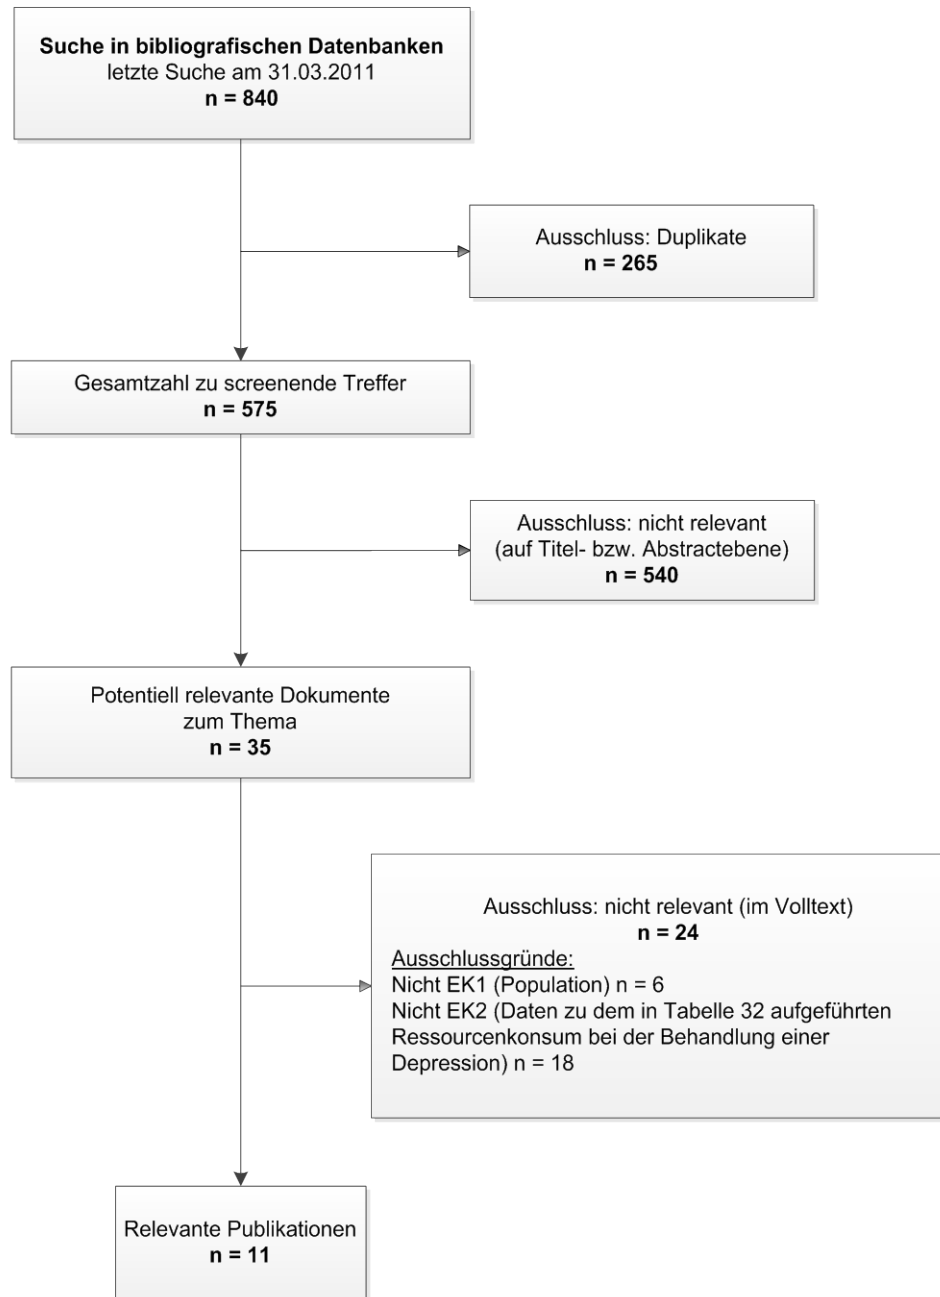 Suche in bibliografischen Datenbanken
letzte Suche am 31.03.2011
n = 840
Ausschluss: Duplikate
n = 265
Gesamtzahl zu screenende Treffer
n = 575
Ausschluss: nicht relevant
(auf Titel- bzw. Abstractebene)
n = 540
Potentiell relevante Dokumente
zum Thema
n = 35
Ausschluss: nicht relevant (im Volltext)
n = 24
Ausschlussgründe:
Nicht EK1 (Population) n = 6
Nicht EK2 (Daten zu dem in Tabelle 32 aufgeführten
Ressourcenkonsum bei der Behandlung einer
Depression) n = 18
Relevante Publikationen
n = 11